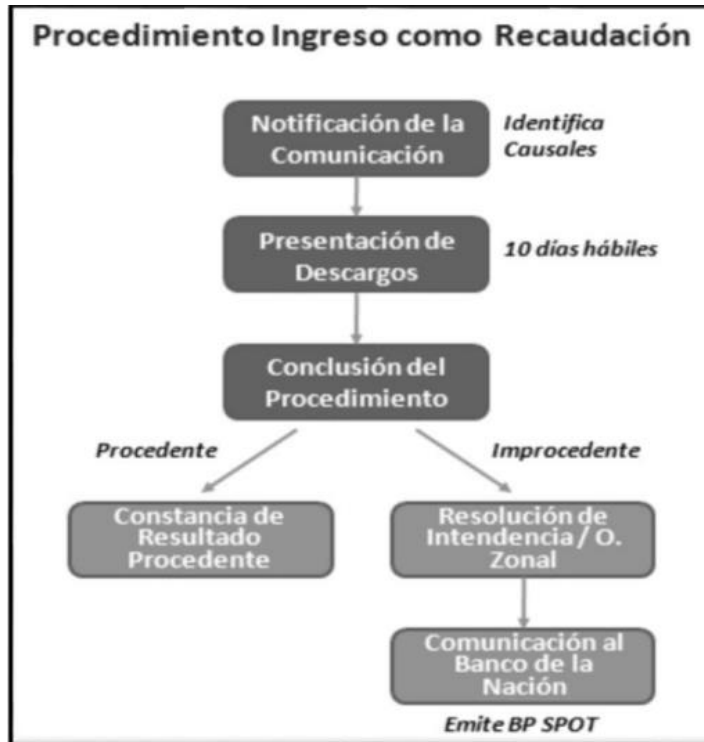 Procedimiento Ingreso como Recaudación
Notificación de la
Comunicación
Identifica
Causales
Presentación de
Descargos
10 días hábiles
Conclusión del
Procedimiento
Procedente
Improcedente
Constancia de
Resultado
Procedente
Resolución de
Intendencia / O.
Zonal
Comunicación al
Banco de la
Nación
Emite BP SPOT